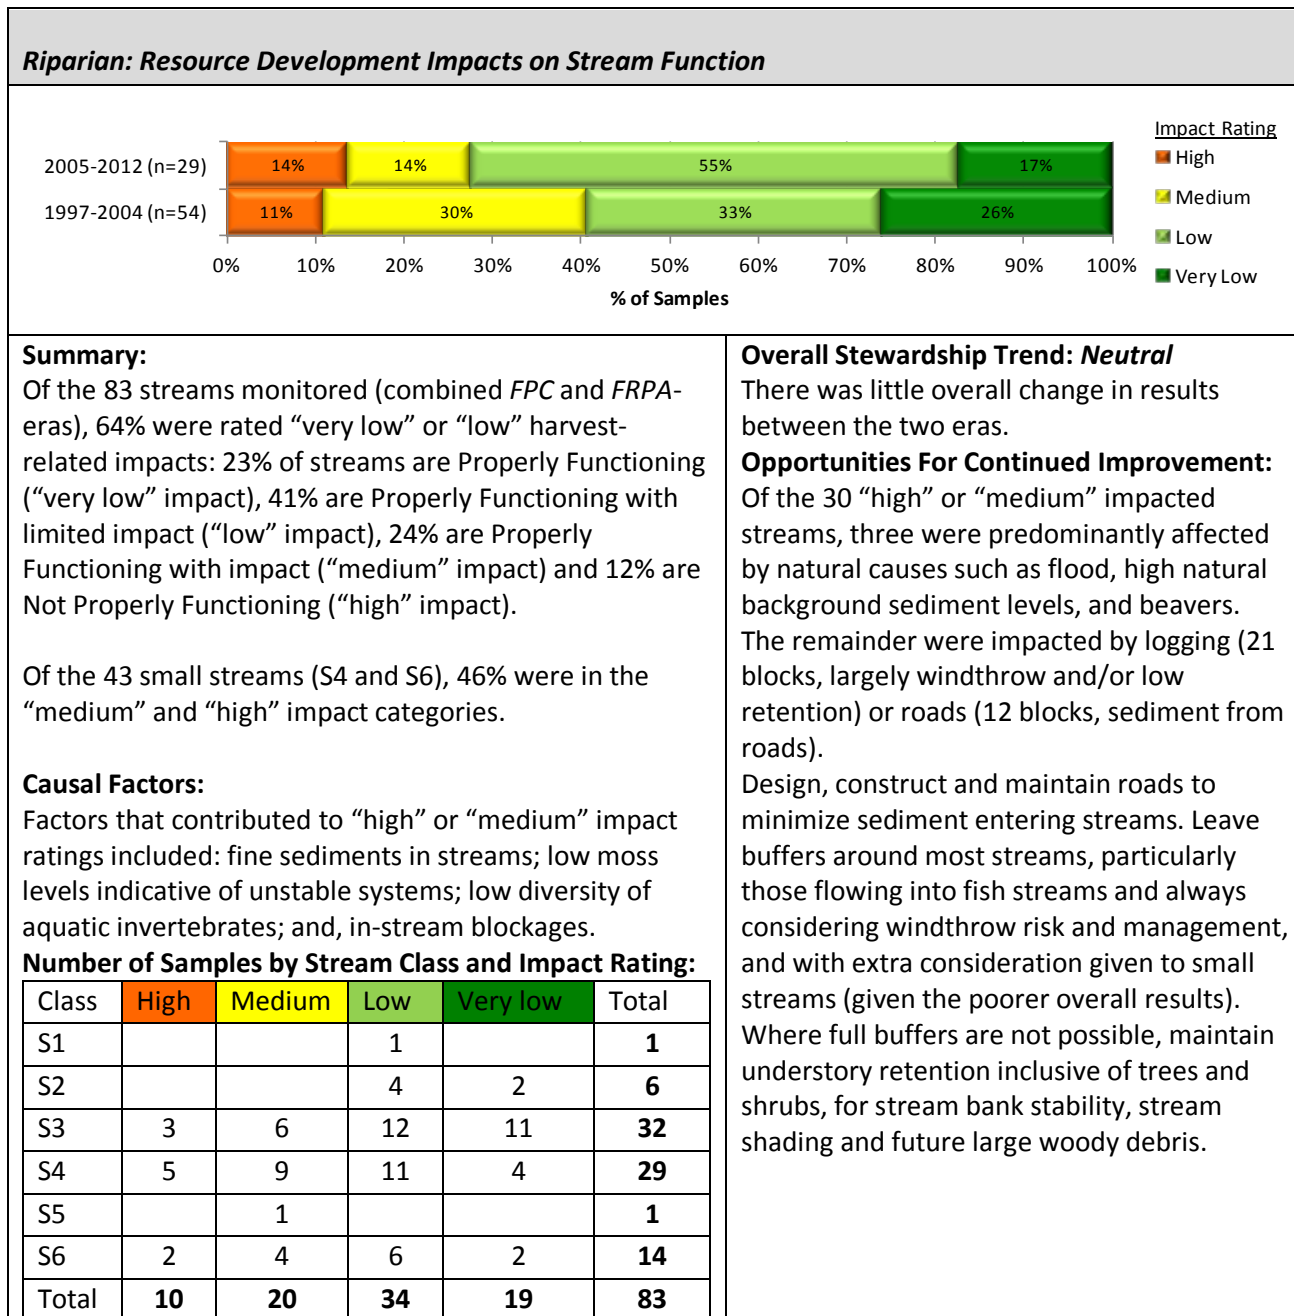 Riparian: Resource Development Impacts on Stream Function
Impact Rating
High
Medium
Low
Very Low
2005-2012 (n=29) 14% 14% 55% 17%
1997-2004 (n=54) 11% 30% 33% 26%
0% 10% 20% 30% 40% 50% 60% 70% 80% 90% 100%
% of Samples
Summary:
Of the 83 streams monitored (combined FPC and FRPA-
eras), 64% were rated “very low” or “low” harvest-
related impacts: 23% of streams are Properly Functioning
(“very low” impact), 41% are Properly Functioning with
limited impact (“low” impact), 24% are Properly
Functioning with impact (“medium” impact) and 12% are
Not Properly Functioning (“high” impact).
Of the 43 small streams (S4 and S6), 46% were in the
“medium” and “high” impact categories.
Causal Factors:
Factors that contributed to “high” or “medium” impact
ratings included: fine sediments in streams; low moss
levels indicative of unstable systems; low diversity of
aquatic invertebrates; and, in-stream blockages.
Number of Samples by Stream Class and Impact Rating:
Class High Medium Low Very low Total
S1 1 1
S2 4 2 6
S3 3 6 12 11 32
S4 5 9 11 4 29
S5 1 1
S6 2 4 6 2 14
Total 10 20 34 19 83
Overall Stewardship Trend: Neutral
There was little overall change in results
between the two eras.
Opportunities For Continued Improvement:
Of the 30 “high” or “medium” impacted
streams, three were predominantly affected
by natural causes such as flood, high natural
background sediment levels, and beavers.
The remainder were impacted by logging (21
blocks, largely windthrow and/or low
retention) or roads (12 blocks, sediment from
roads).
Design, construct and maintain roads to
minimize sediment entering streams. Leave
buffers around most streams, particularly
those flowing into fish streams and always
considering windthrow risk and management,
and with extra consideration given to small
streams (given the poorer overall results).
Where full buffers are not possible, maintain
understory retention inclusive of trees and
shrubs, for stream bank stability, stream
shading and future large woody debris.